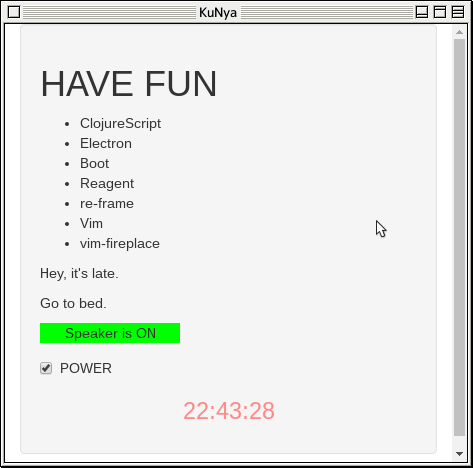 KuNya
HAVE FUN
ClojureScript
Electron
Boot
Reagent
re-frame
Vim
vim-fireplace
Hey, it's late.
Go to bed.
Speaker is ON
POWER
22:43:28